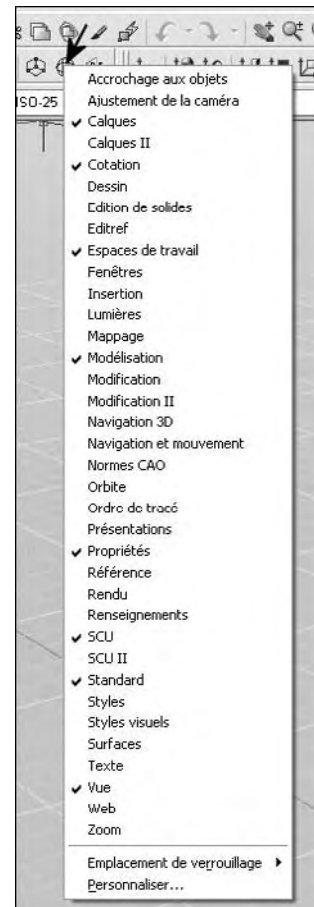 ISO-25
Accrochage aux objets
Ajustement de la caméra
Calques
Calques II
Cotation
Dessin
Edition de solides
Editref
Espaces de travail
Fenêtres
Insertion
Lumières
Mappage
Modélisation
Modification
Modification II
Navigation 3D
Navigation et mouvement
Normes CAO
Orbite
Ordre de tracé
Présentations
Propriétés
Référence
Rendu
Renseignements
SCU
SCU II
Standard
Styles
Styles visuels
Surfaces
Texte
Vue
Web
Zoom
Emplacement de verrouillage
Personnaliser...